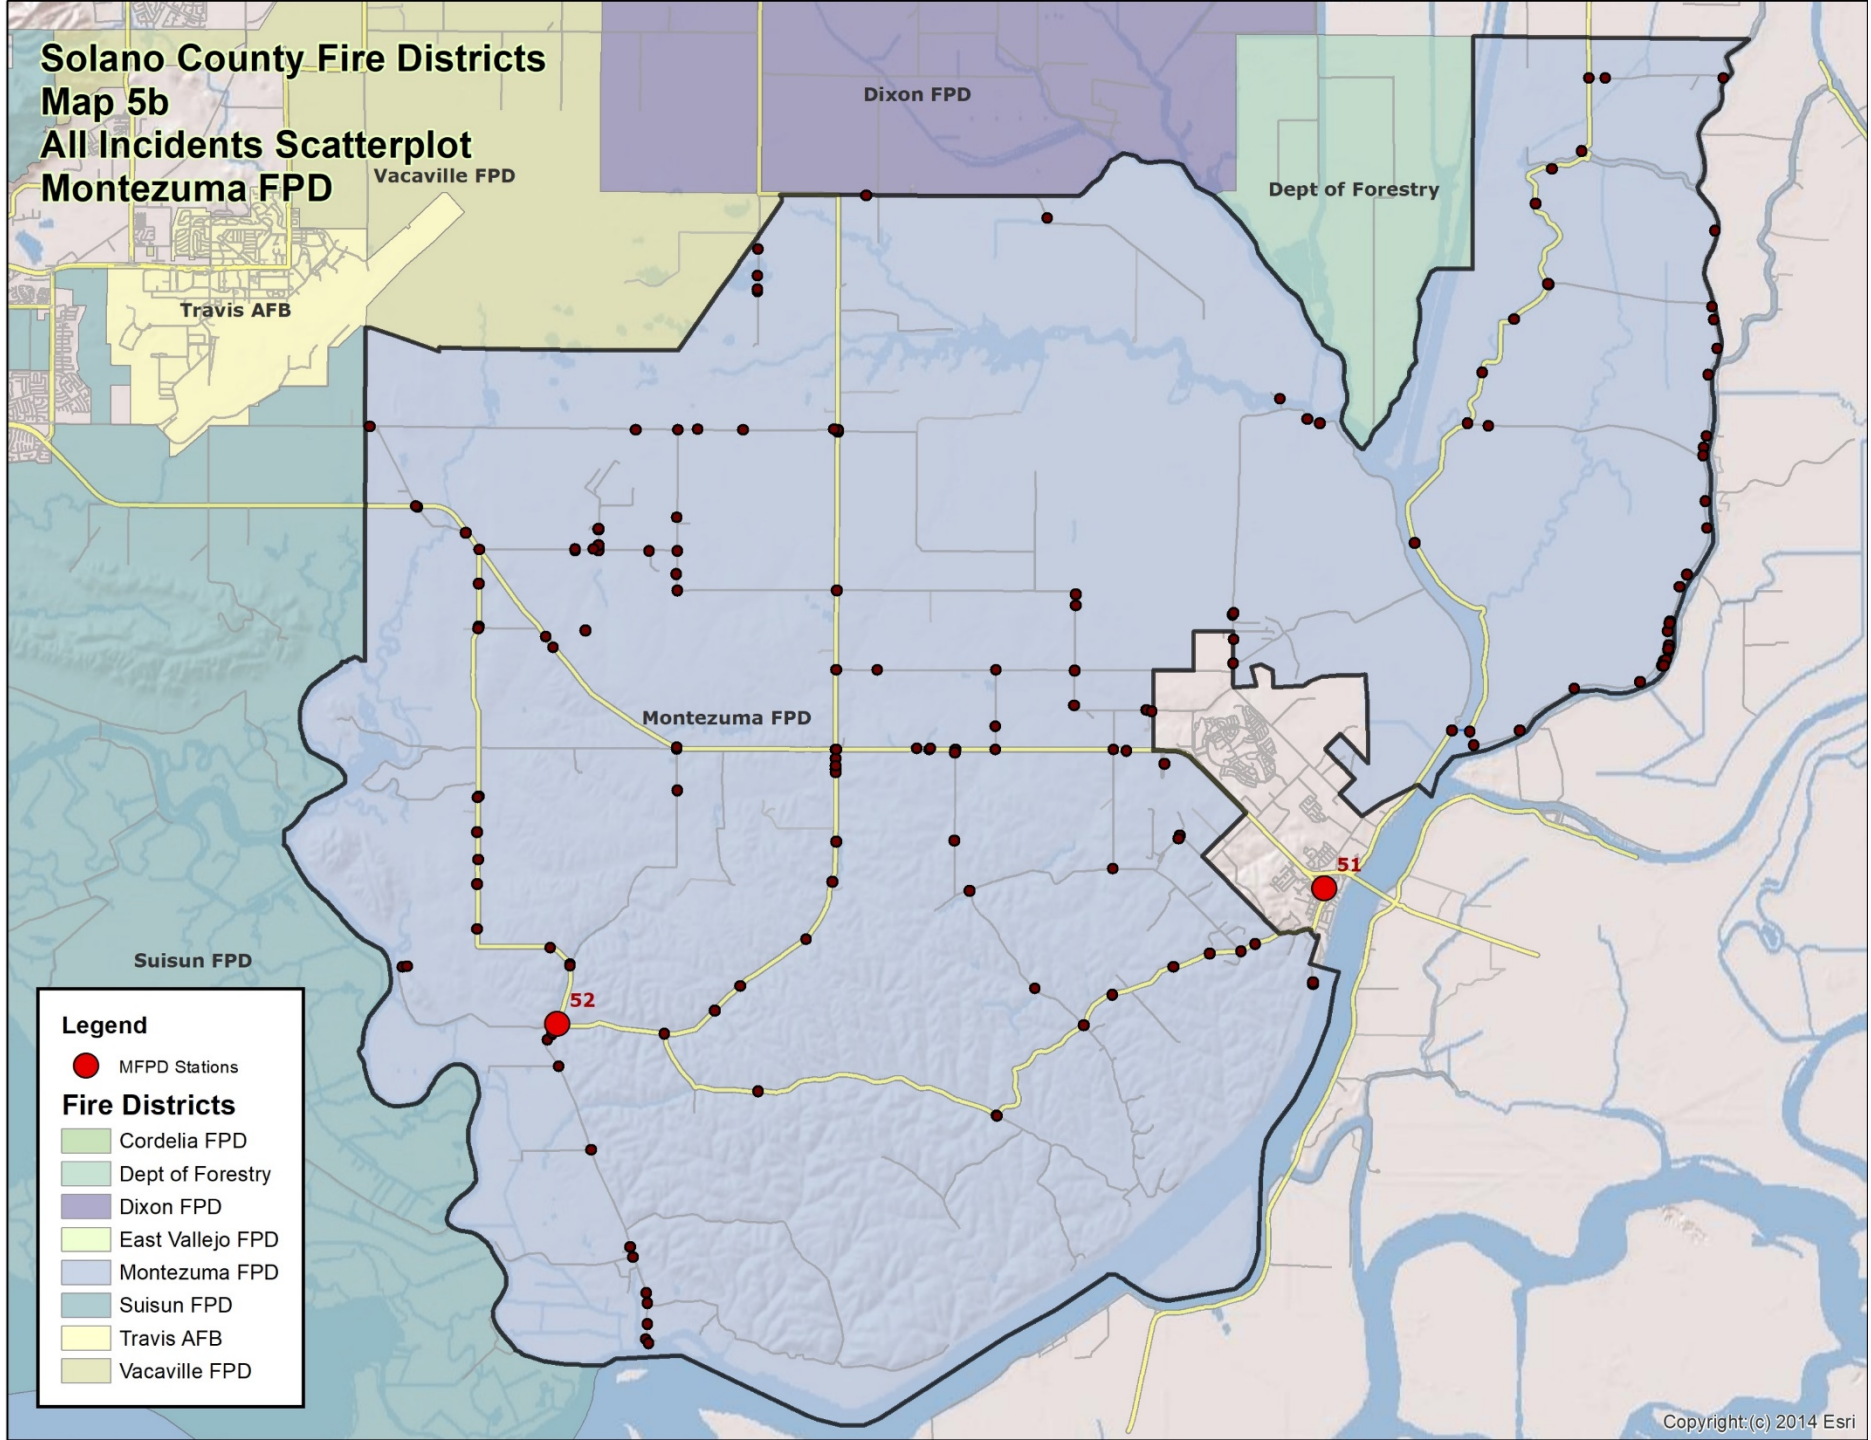 Solano County Fire Districts
Map 5b
All Incidents Scatterplot
Montezuma FPD
Dixon FPD
Vacaville FPD
Dept of Forestry
Travis AFB
Montezuma FPD
51
Suisun FPD
52
Legend
MFPD Stations
Fire Districts
Cordelia FPD
Dept of Forestry
Dixon FPD
East Vallejo FPD
Montezuma FPD
Suisun FPD
Travis AFB
Vacaville FPD
Copyright:(c) 2014 Esri